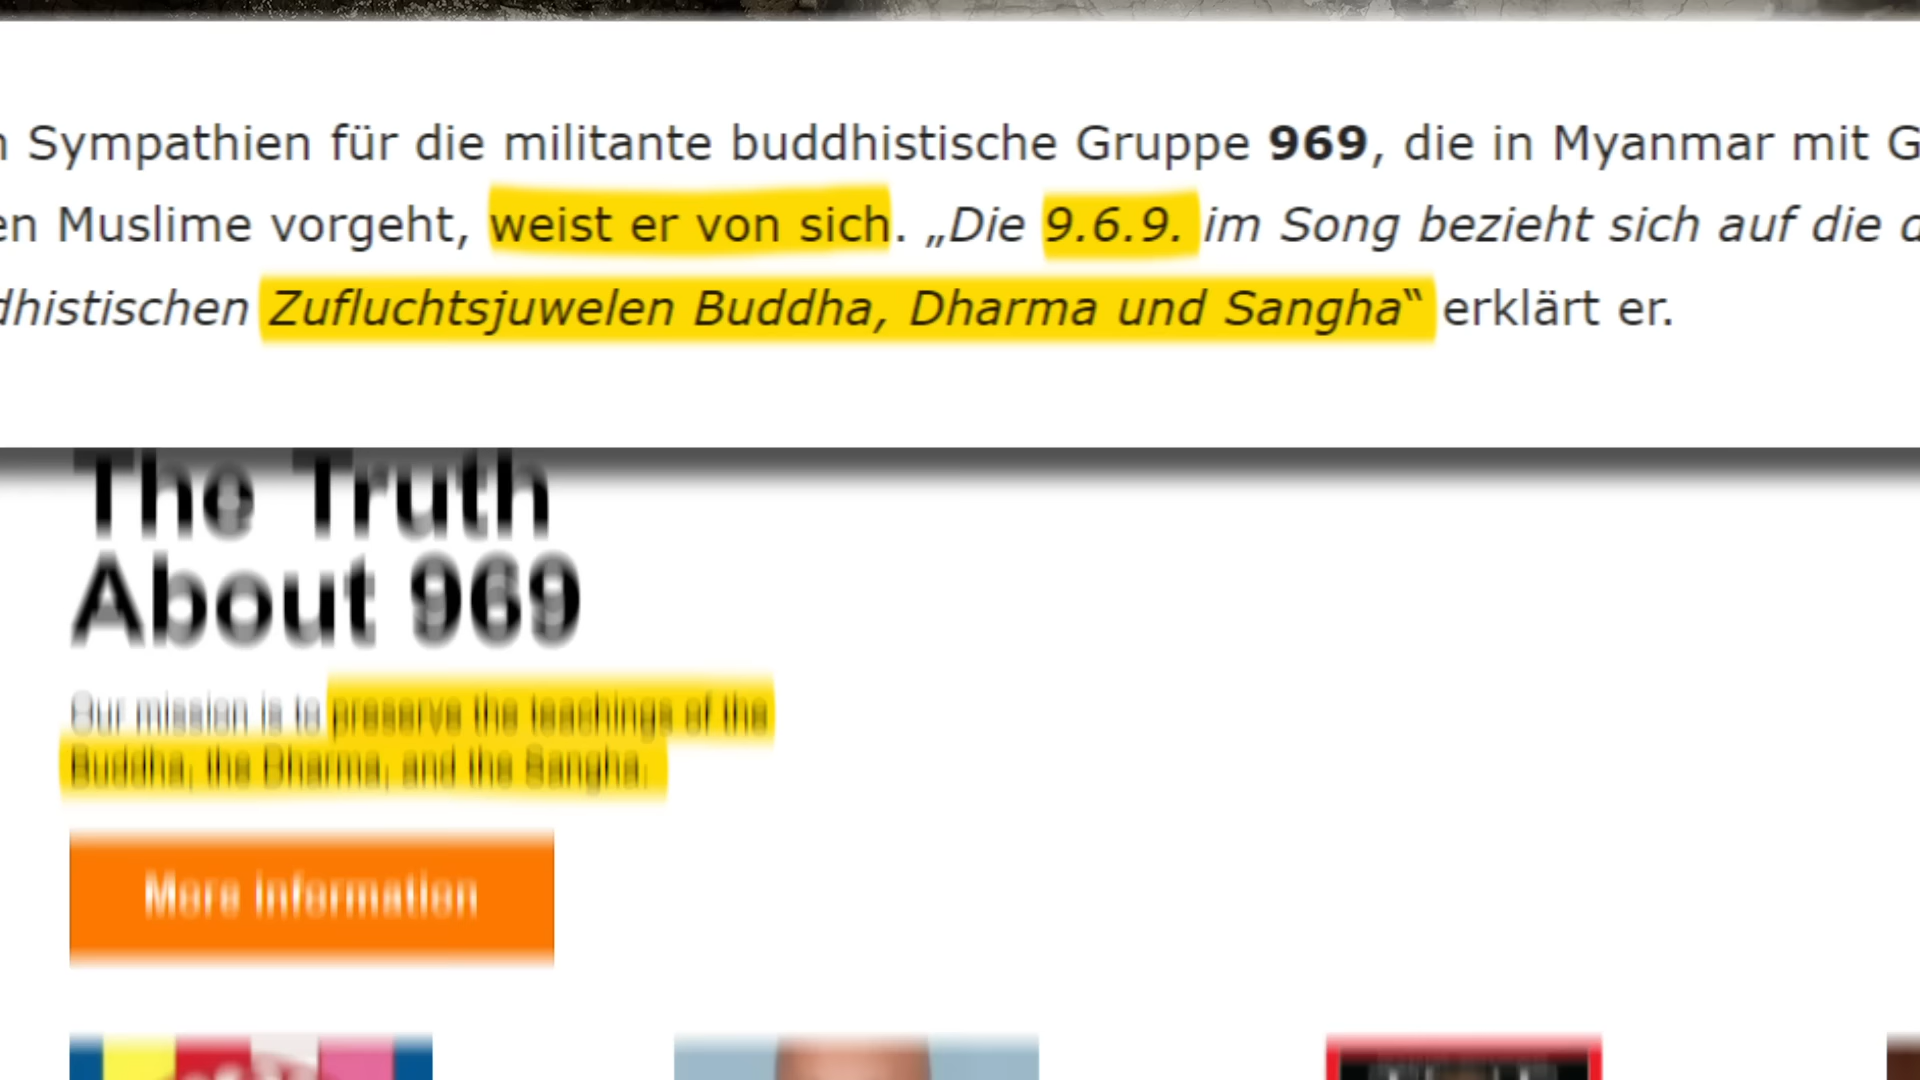 Sympathien für die militante buddhistische Gruppe 969, die in Myanmar mit G
en Muslime vorgeht, weist er von sich. „Die 9.6.9. im Song bezieht sich auf die d
dhistischen Zufluchtsjuwelen Buddha, Dharma und Sangha“ erklärt er.
The Truth
About 969
Our mission is to preserve the teachings of the
Buddha, the Dharma, and the Sangha.
More information